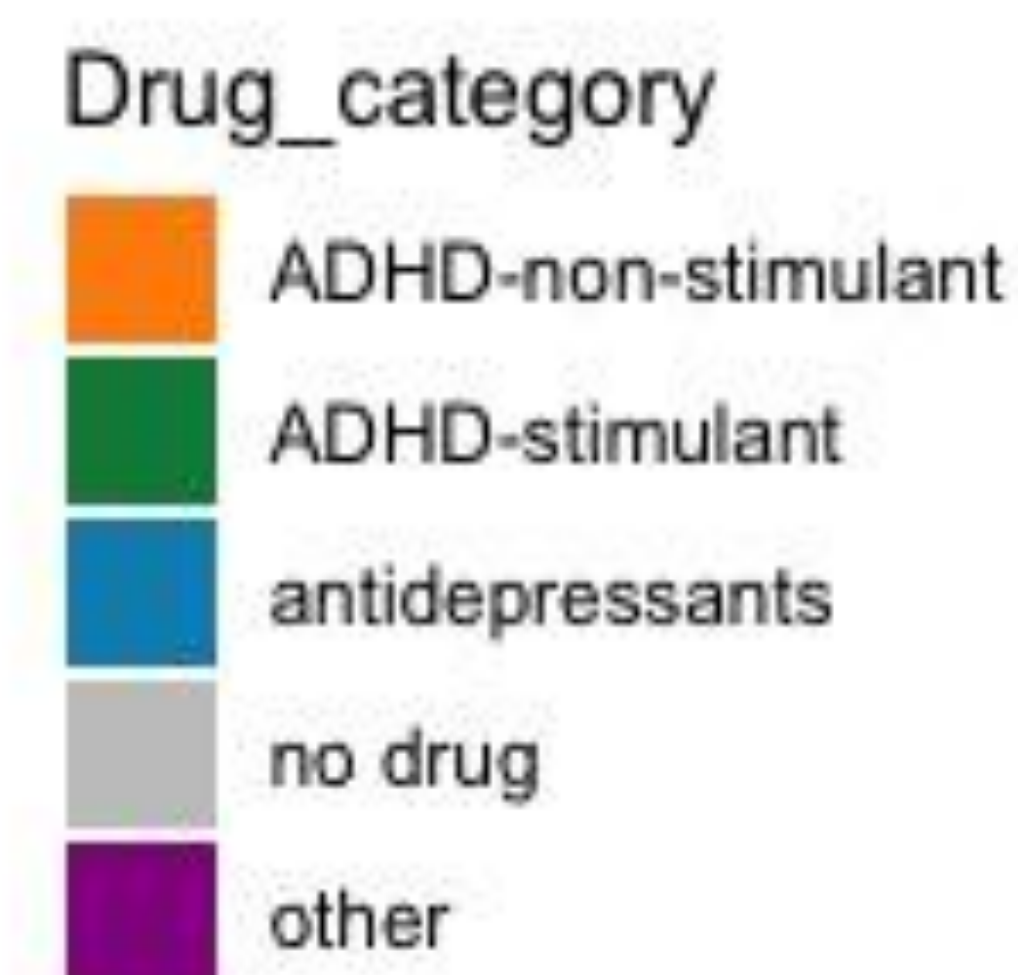 Drug_category
ADHD-non-stimulant
ADHD-stimulant
antidepressants
no drug
other